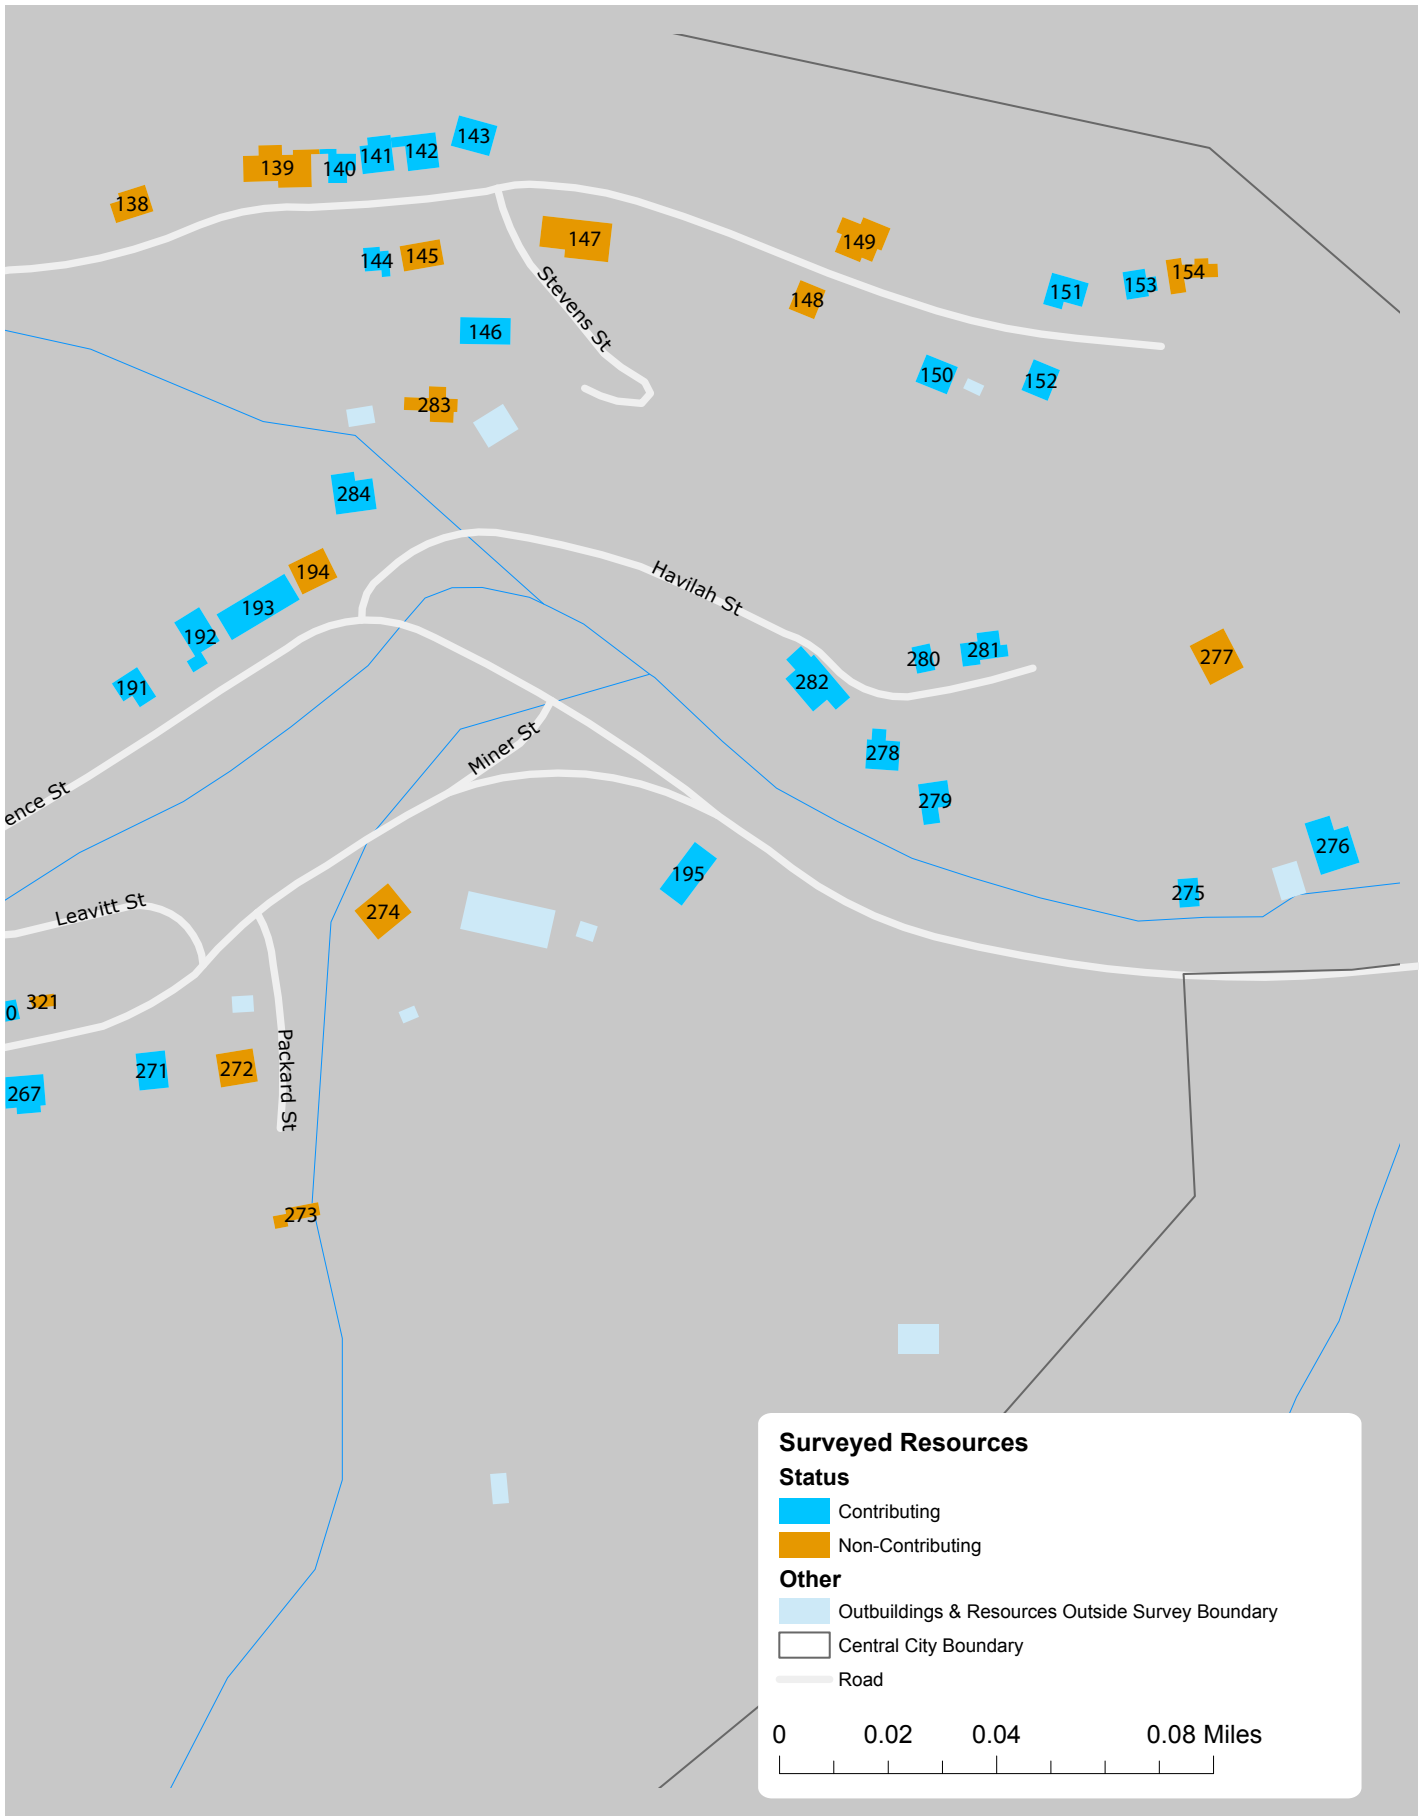 143
141
142
139
140
138
147
149
144
145
154
151
153
148
Stevens St
146
150
152
283
284
194
Havilah St
193
192
280
281
277
191
282
Miner St
278
ence St
279
276
195
275
Leavitt St
274
321
0
Packard St
271
272
267
273
Surveyed Resources
Status
Contributing
Non-Contributing
Other
Outbuildings & Resources Outside Survey Boundary
Central City Boundary
Road
0 0.02 0.04 0.08 Miles